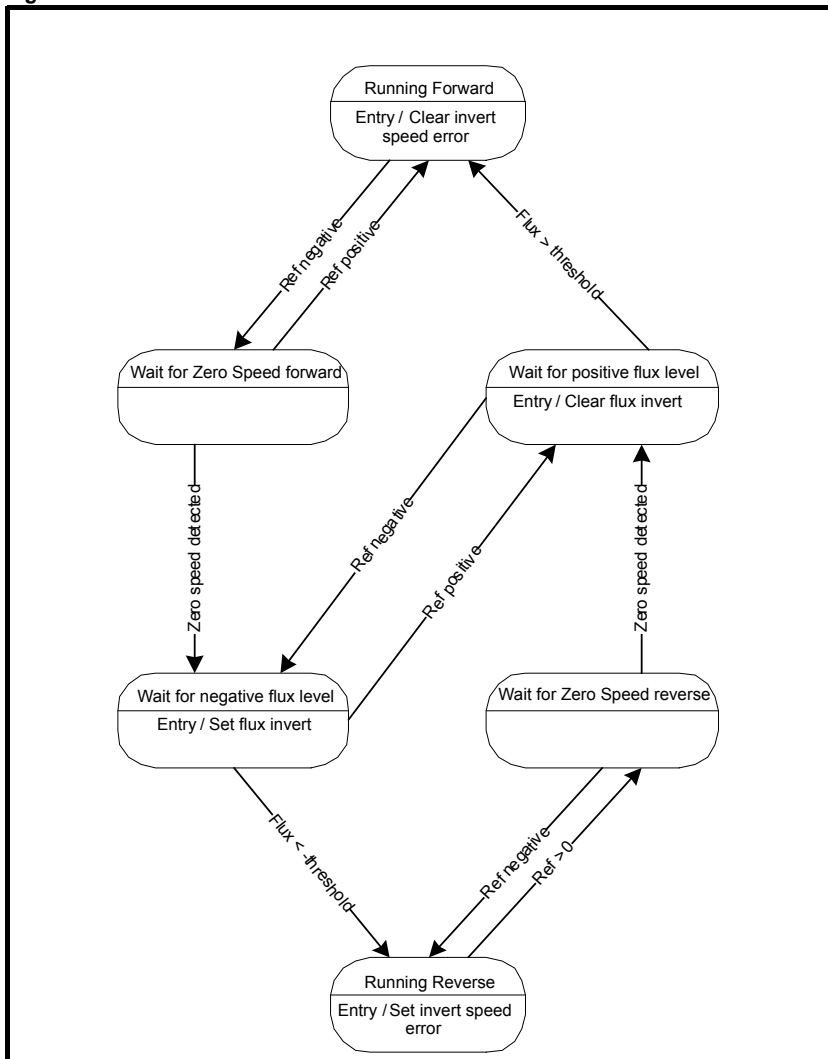 Running Forward
Entry / Clear invert
speed error
Ref negative
Ref positive
Flux > threshold
Wait for Zero Speed forward
Wait for positive flux level
Entry / Clear flux invert
Zero speed detected
Ref negative
Ref positive
Zero speed detected
Wait for negative flux level
Entry / Set flux invert
Wait for Zero Speed reverse
Flux < -threshold
Ref negative
Ref > 0
Running Reverse
Entry / Set invert speed
error